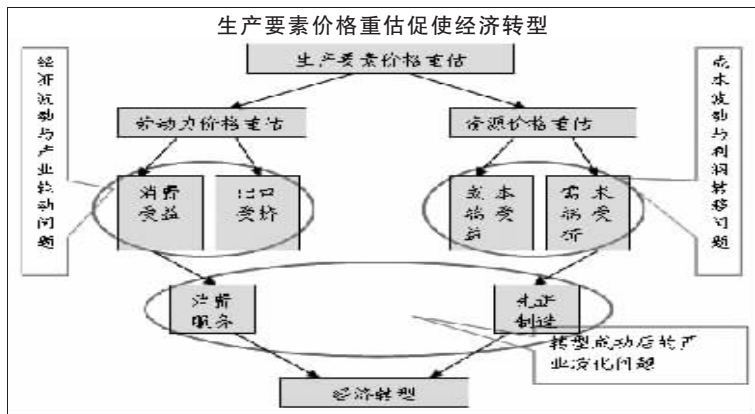 生产要素价格重估促使经济转型
生产要素价格重估
经济波动与产业轮动问题
成本波动与利润转移问题
劳动力价格重估
资源价格重估
消费
受益
出口
受挤
成本
端受
益
需求
端受
挤
消费
服务
先进
制造
转型成功后的产
业演化问题
经济转型